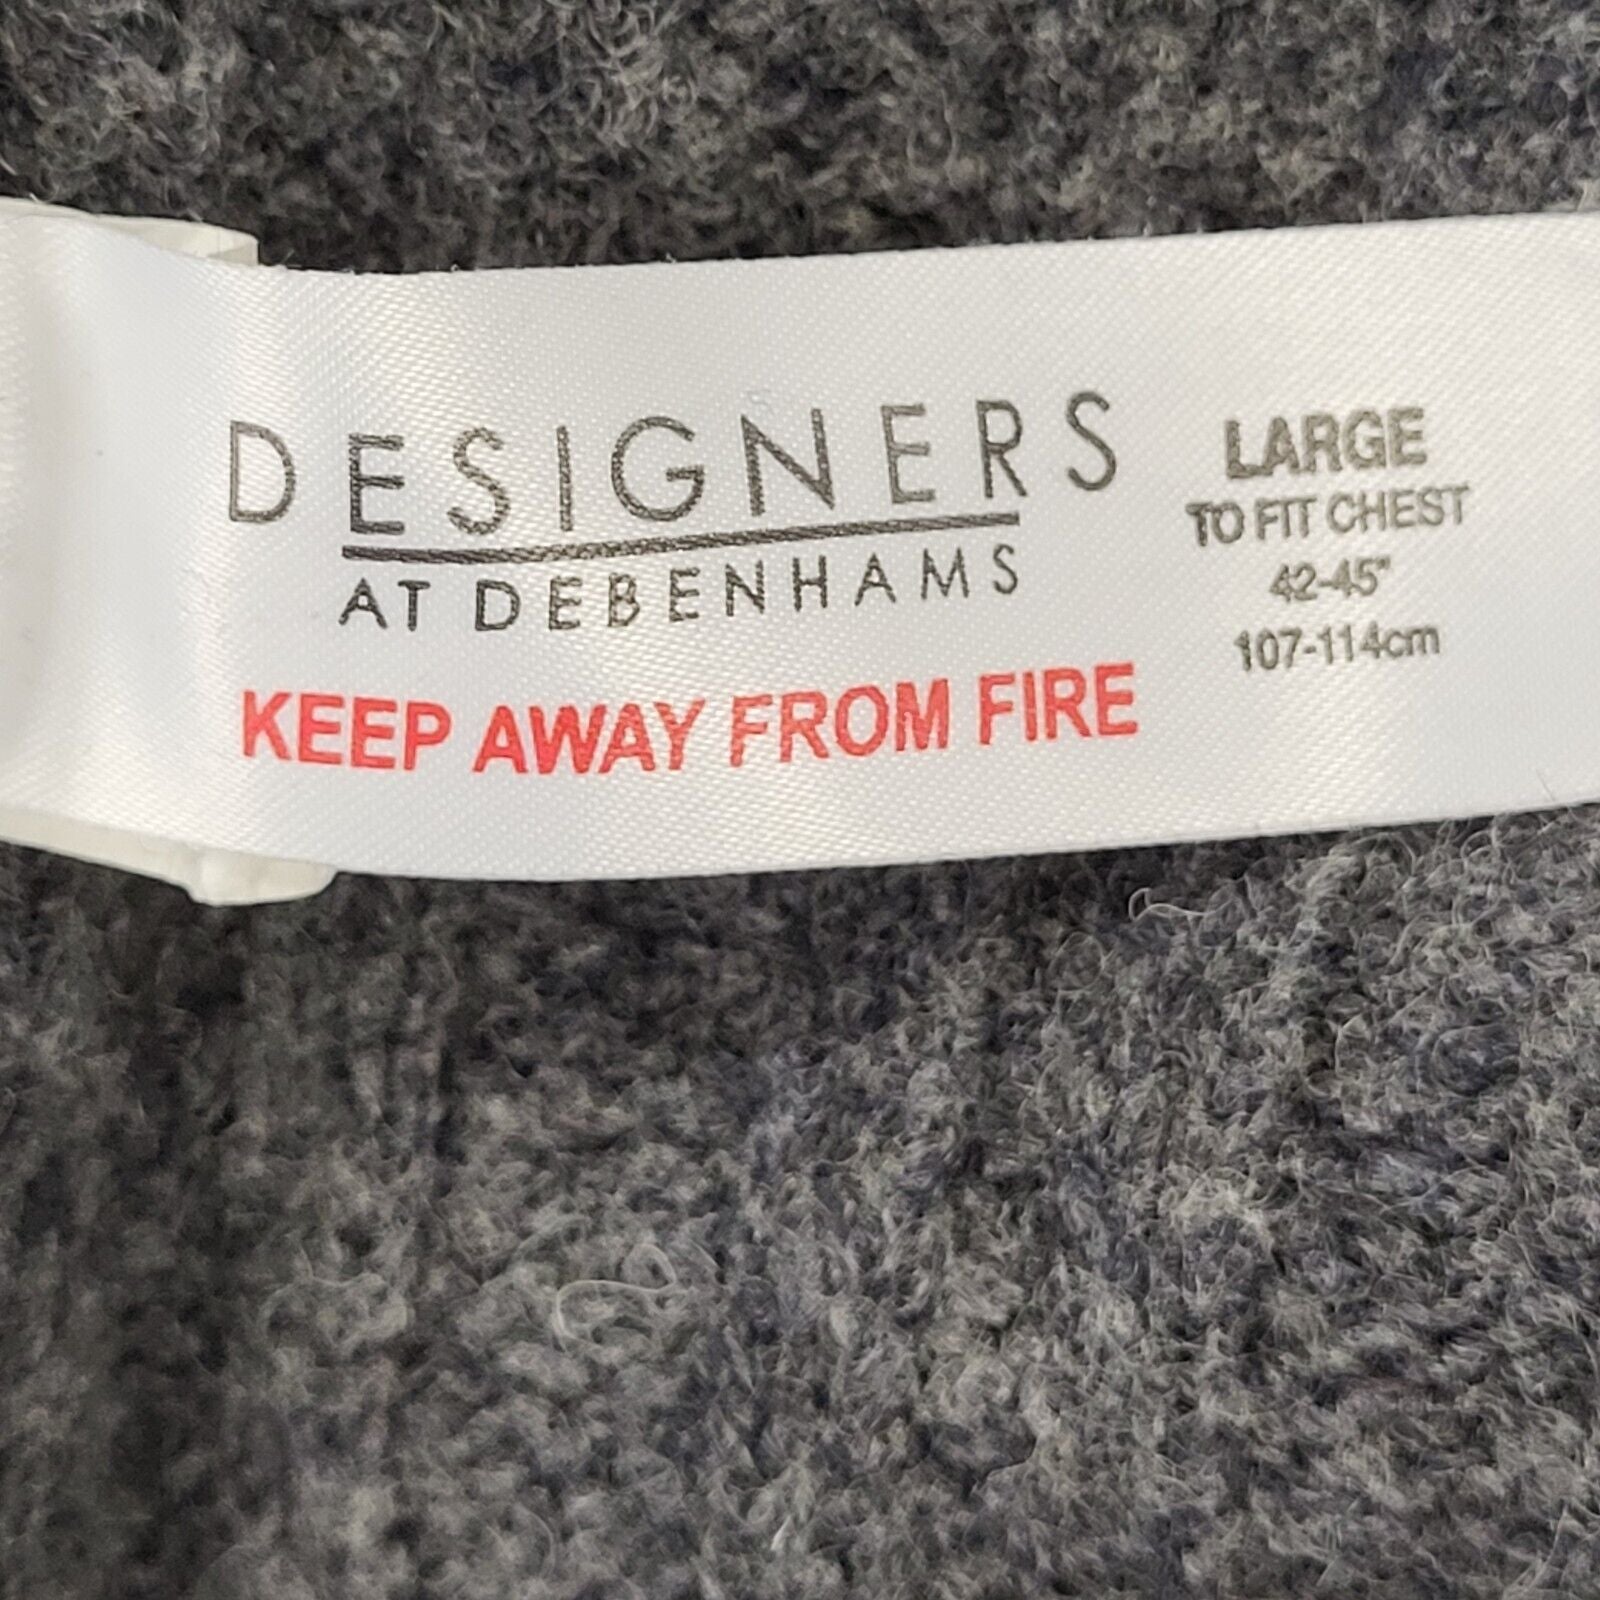 DESIGNERS
AT DEBENHAMS
KEEP AWAY FROM FIRE
LARGE
TO FIT CHEST
42-45"
107-114cm